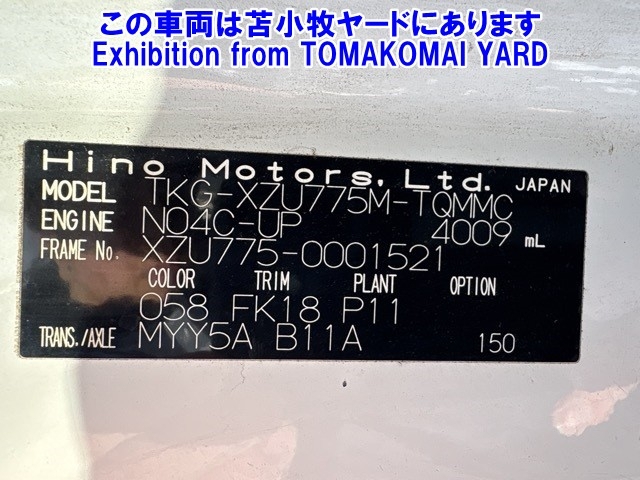 この車両は苫小牧ヤードにあります
Exhibition from TOMAKOMAI YARD
Hino Motors, Ltd. JAPAN
MODEL TKG-XZU775M-TQMMC
ENGINE N04C-UP 4009 mL
FRAME No. XZU775-0001521
COLOR TRIM PLANT OPTION
058 FK18 P11
TRANS./AXLE MYY5A B11A 150